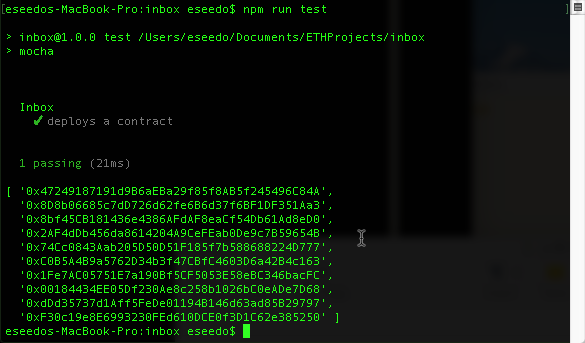 eseedos-MacBook-Pro:inbox eseedo$ npm run test
> inbox@1.0.0 test /Users/eseedo/Documents/ETHProjects/inbox
> mocha
Inbox
✔ deploys a contract
1 passing (21ms)
[ '0x47249187191d9B6aEBa29f85f8AB5f245496C84A',
'0x8D8b06685c7dD726d62fe6B6d37f6BF1DF351Aa3',
'0x8bf45CB181436e4386AFdAF8eaCf54Db61Ad8eD0',
'0x2AF4dDb456da8614204A9CeFEab0De9c7B59654B',
'0x74Cc0843Aab205D50D51F185f7b588688224D777',
'0xC0B5A4B9a5762D34b3f47CBfC4603D6a42B4c163',
'0x1Fe7AC05751E7a190Bf5CF5053E58eBC346bacFC',
'0x00184434EE05Df230Ae8c258b1026bC0eADe7D68',
'0xdDd35737d1Aff5FeDe01194B146d63ad85B29797',
'0xF30c19e8E6993230FEd610DCE0f3D1C62e385250' ]
eseedos-MacBook-Pro:inbox eseedo$